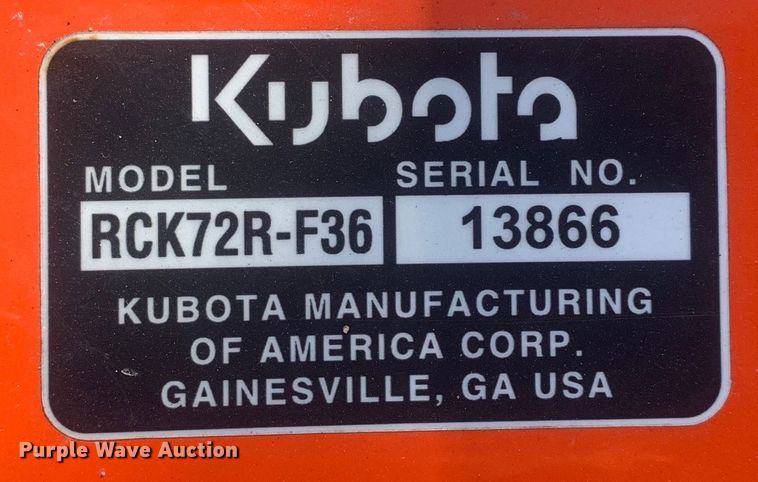 Kubota
MODEL SERIAL NO.
RCK72R-F36 13866
KUBOTA MANUFACTURING
OF AMERICA CORP.
GAINESVILLE, GA USA
Purple Wave Auction